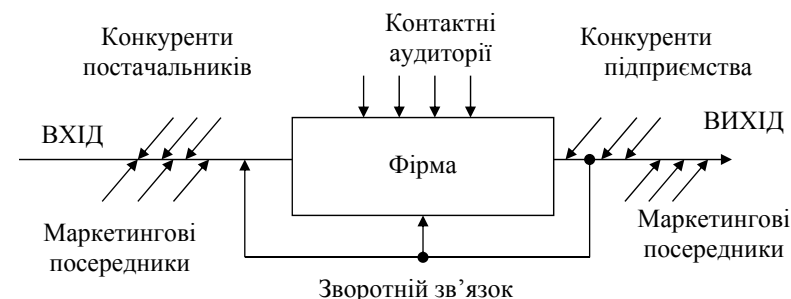 Конкуренти
постачальників
Контактні
аудиторії
Конкуренти
підприємства
ВХІД
ВИХІД
Фірма
Маркетингові
посередники
Маркетингові
посередники
Зворотній зв’язок